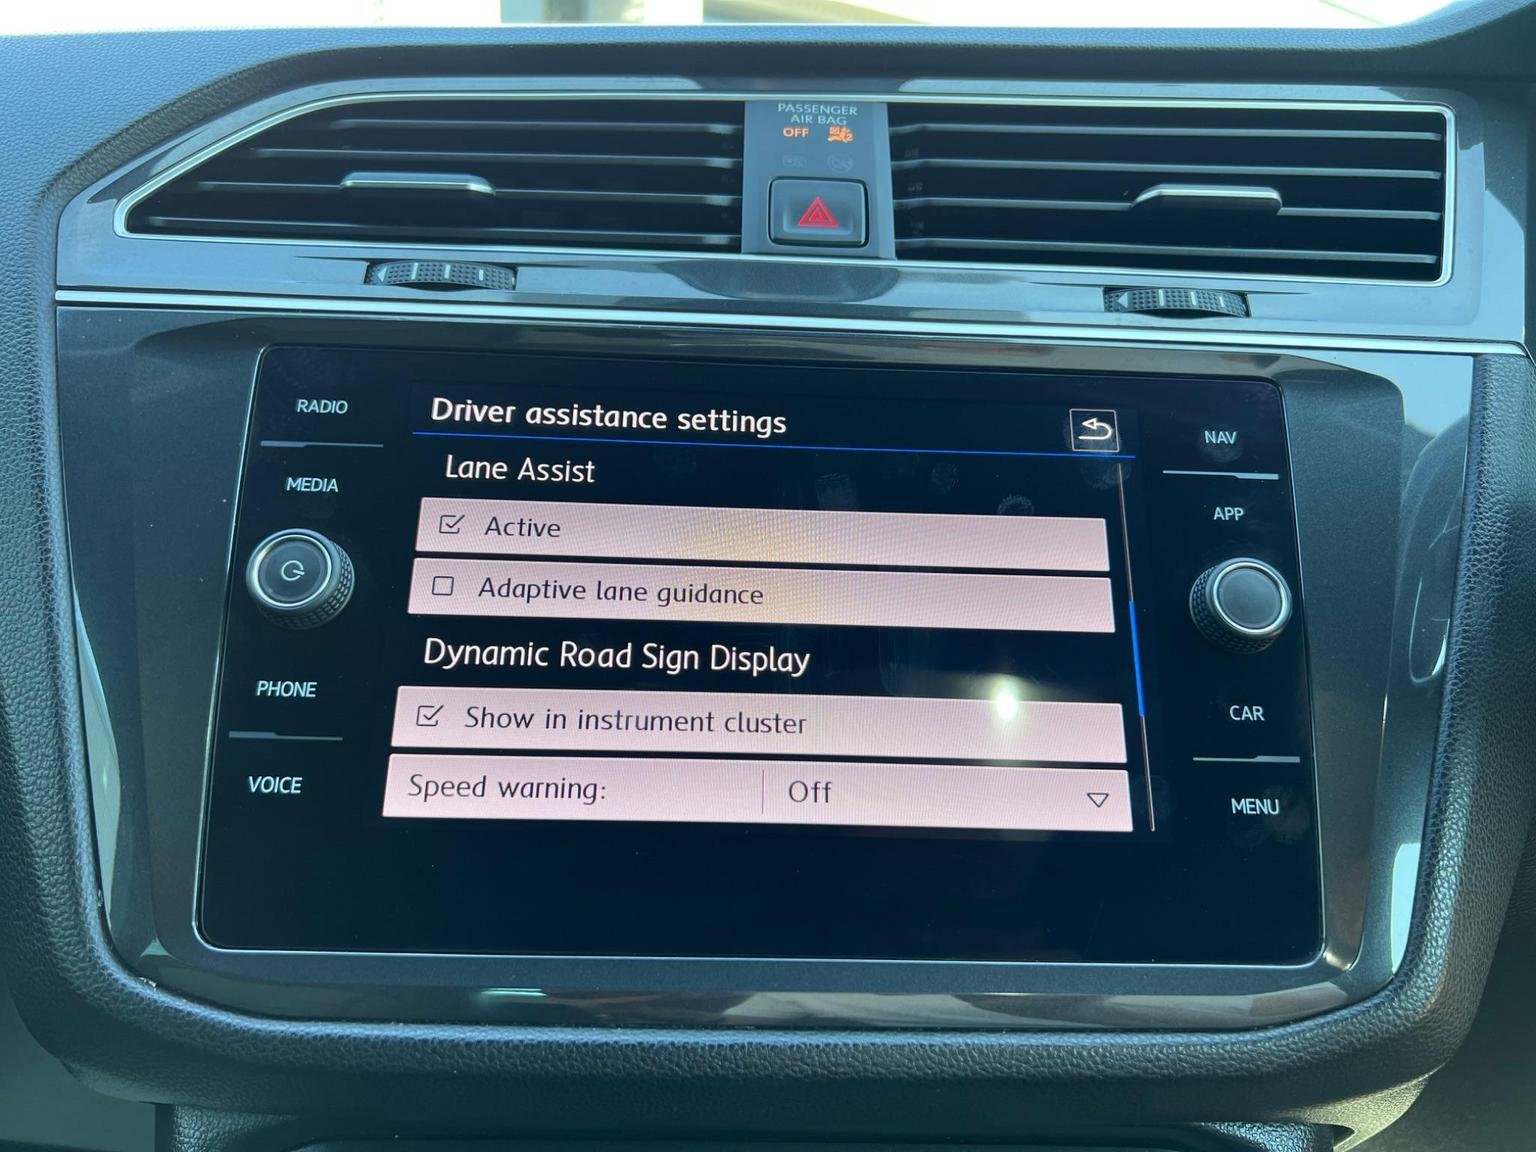 PASSENGER
AIR BAG
OFF
RADIO
MEDIA
PHONE
VOICE
Driver assistance settings
Lane Assist
Active
Adaptive lane guidance
Dynamic Road Sign Display
Show in instrument cluster
Speed warning: Off
NAV
APP
CAR
MENU